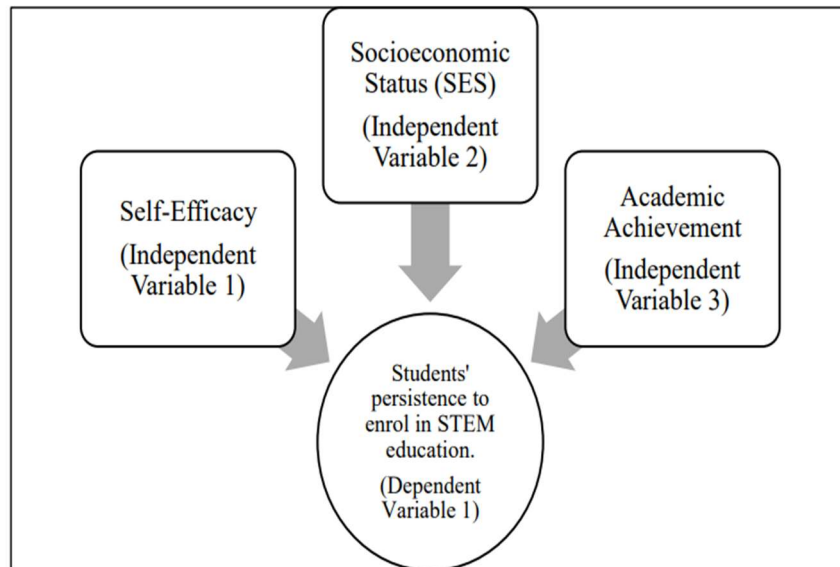 Socioeconomic
Status (SES)
(Independent
Variable 2)
Self-Efficacy
(Independent
Variable 1)
Academic
Achievement
(Independent
Variable 3)
Students'
persistence to
enrol in STEM
education.
(Dependent
Variable 1)